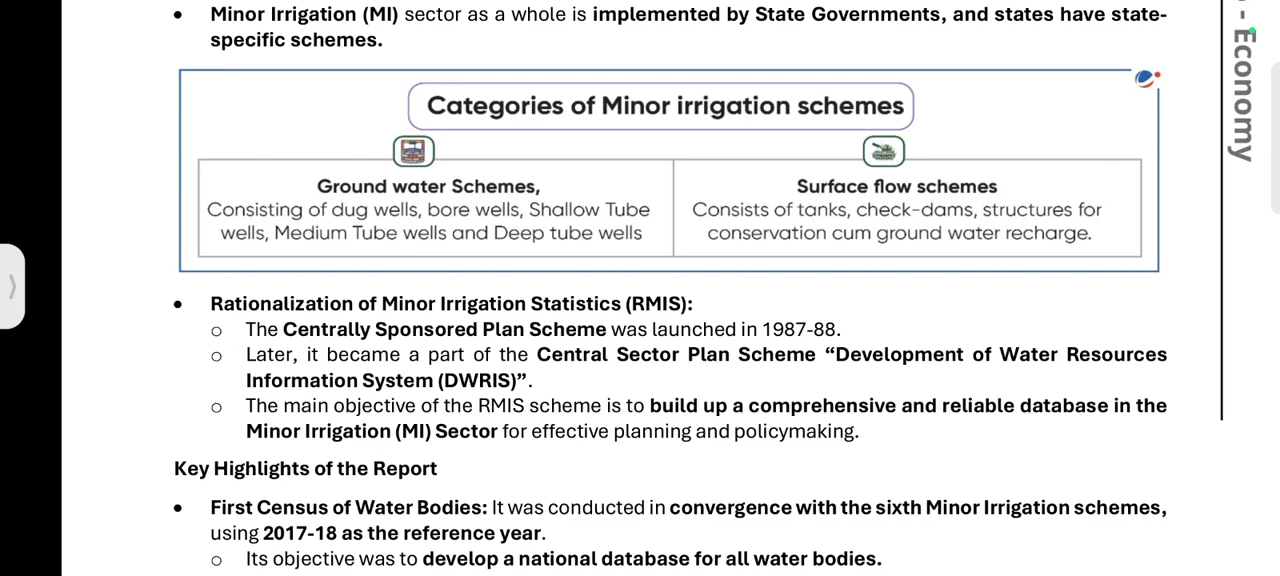 • Minor Irrigation (MI) sector as a whole is implemented by State Governments, and states have state-
specific schemes.
Categories of Minor irrigation schemes
Ground water Schemes,
Consisting of dug wells, bore wells, Shallow Tube
wells, Medium Tube wells and Deep tube wells
Surface flow schemes
Consists of tanks, check-dams, structures for
conservation cum ground water recharge.
• Rationalization of Minor Irrigation Statistics (RMIS):
o The Centrally Sponsored Plan Scheme was launched in 1987-88.
o Later, it became a part of the Central Sector Plan Scheme “Development of Water Resources
Information System (DWRIS)”.
o The main objective of the RMIS scheme is to build up a comprehensive and reliable database in the
Minor Irrigation (MI) Sector for effective planning and policymaking.
Key Highlights of the Report
• First Census of Water Bodies: It was conducted in convergence with the sixth Minor Irrigation schemes,
using 2017-18 as the reference year.
o Its objective was to develop a national database for all water bodies.
- Economy